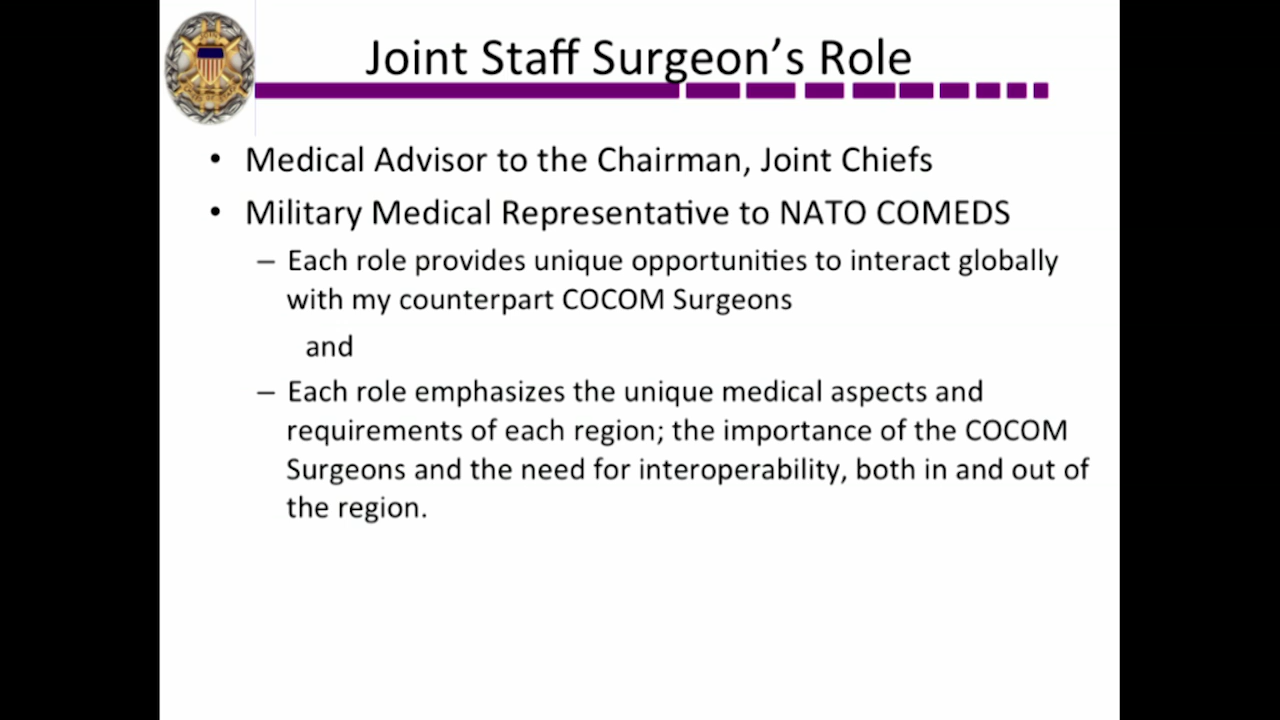 Joint Staff Surgeon's Role
• Medical Advisor to the Chairman, Joint Chiefs
• Military Medical Representative to NATO COMEDS
– Each role provides unique opportunities to interact globally
with my counterpart COCOM Surgeons
and
– Each role emphasizes the unique medical aspects and
requirements of each region; the importance of the COCOM
Surgeons and the need for interoperability, both in and out of
the region.